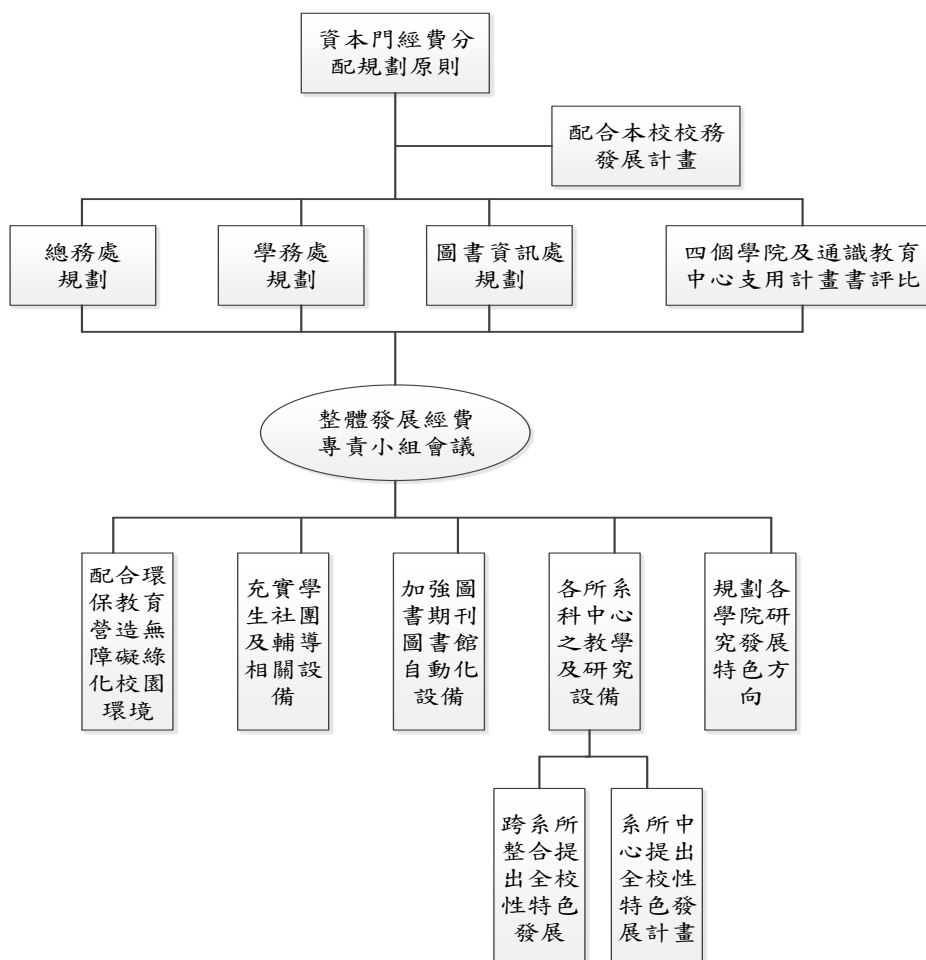 資本門經費分
配規劃原則
配合本校校務
發展計畫
總務處
規劃
學務處
規劃
圖書資訊處
規劃
四個學院及通識教育
中心支用計畫書評比
整體發展經費
專責小組會議
配合環
保教育
營造無
障礙綠
化校園
環境
充實學
生社團
及輔導
相關設
備
加強圖
書期刊
圖書館
自動化
設備
各所系
科中心
之教學
及研究
設備
規劃各
學院研
究發展
特色方
向
跨系所
整合提
出全校
性特色
發展
系所中
心提出
全校性
特色發
展計畫